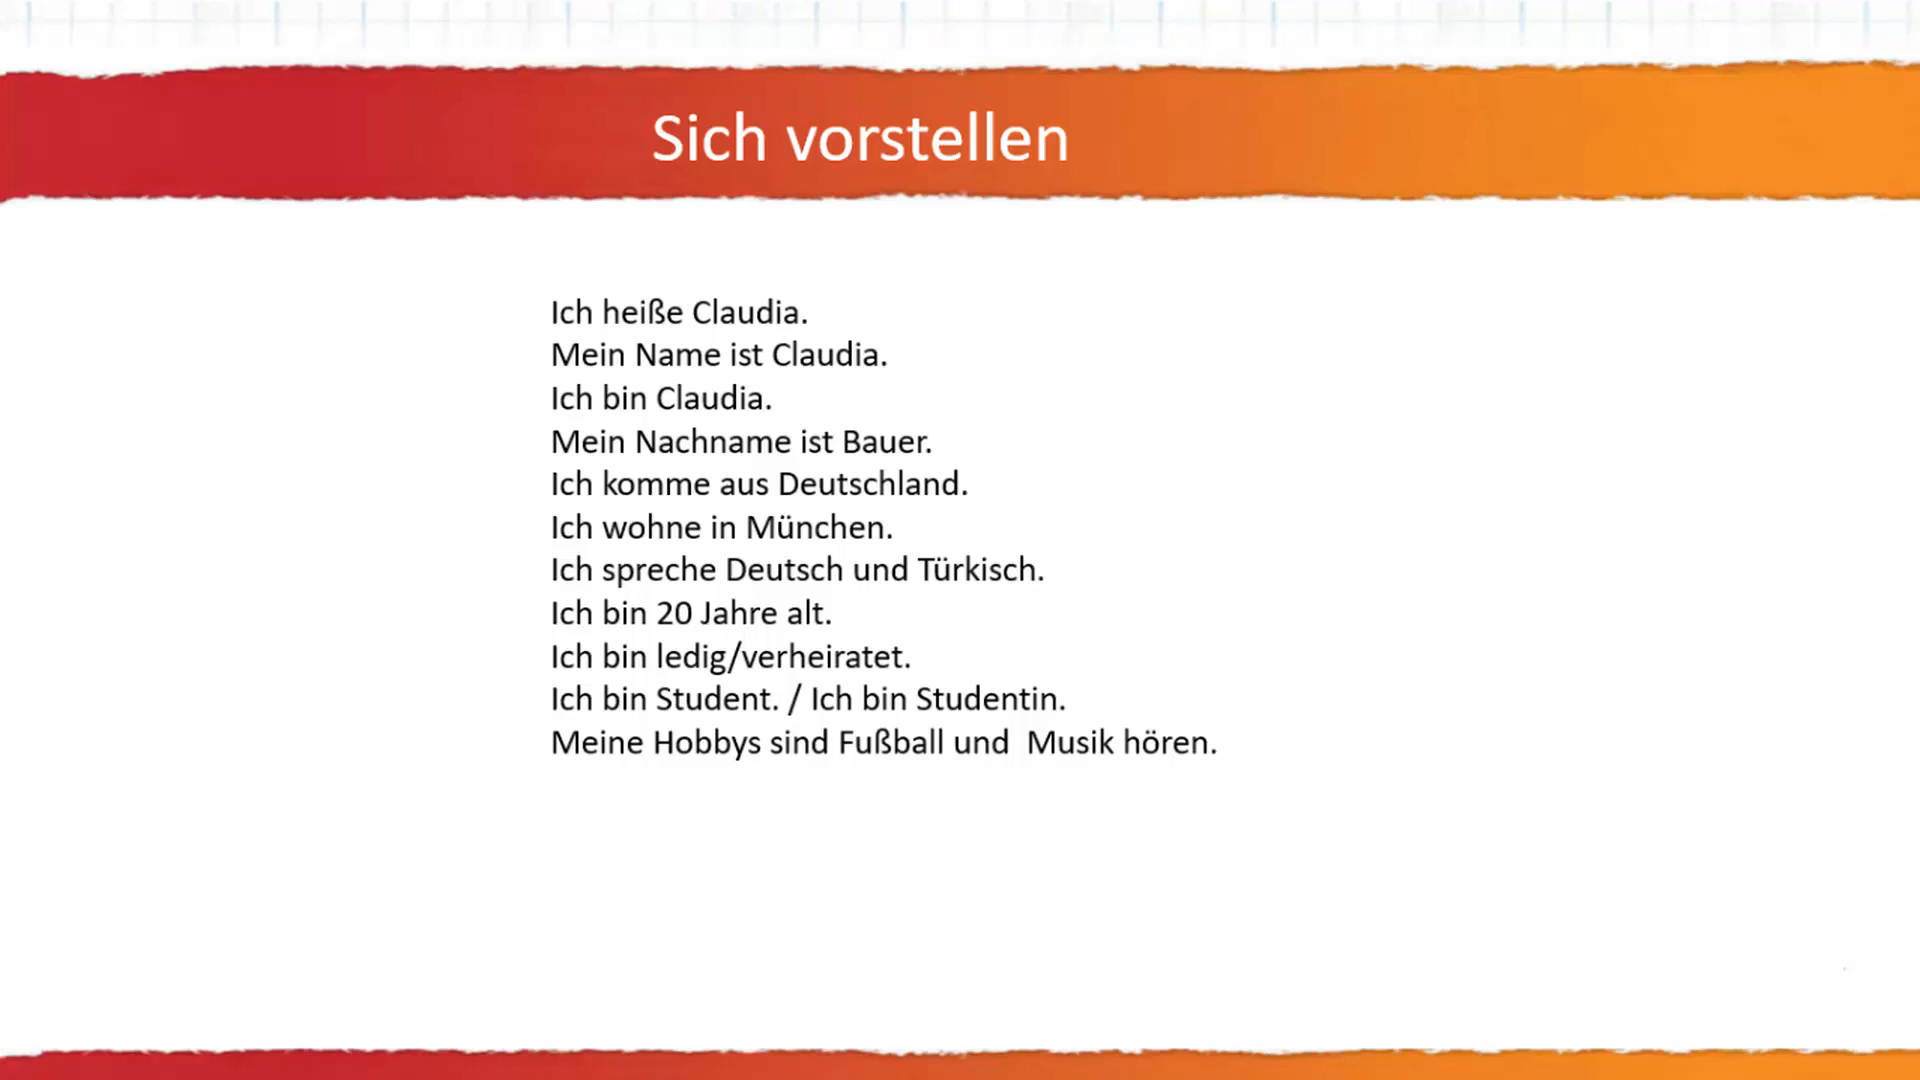 Sich vorstellen
Ich heiße Claudia.
Mein Name ist Claudia.
Ich bin Claudia.
Mein Nachname ist Bauer.
Ich komme aus Deutschland.
Ich wohne in München.
Ich spreche Deutsch und Türkisch.
Ich bin 20 Jahre alt.
Ich bin ledig/verheiratet.
Ich bin Student. / Ich bin Studentin.
Meine Hobbys sind Fußball und  Musik hören.